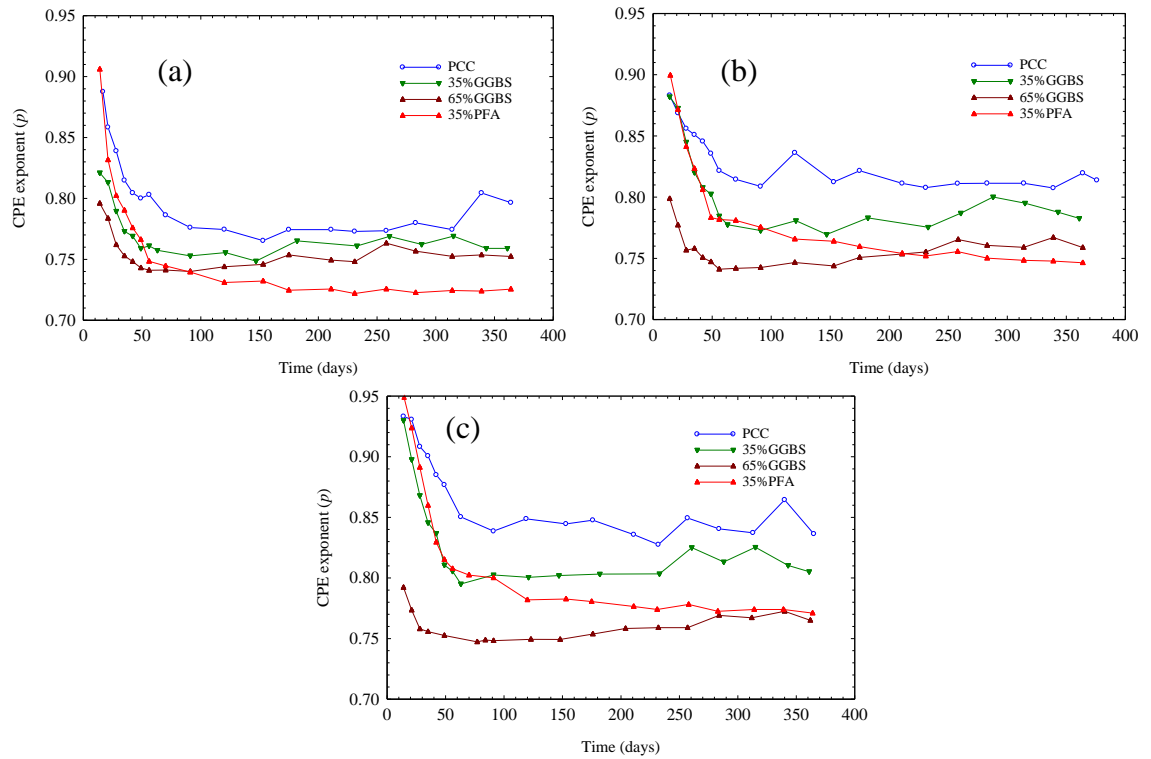 0.95
0.90
0.85
0.80
0.75
0.70
CPE exponent (p)
(a)
PCC
35%GGBS
65%GGBS
35%PFA
0 50 100 150 200 250 300 350 400
Time (days)
0.95
0.90
0.85
0.80
0.75
0.70
CPE exponent (p)
(b)
PCC
35%GGBS
65%GGBS
35%PFA
0 50 100 150 200 250 300 350 400
Time (days)
0.95
0.90
0.85
0.80
0.75
0.70
CPE exponent (p)
(c)
PCC
35%GGBS
65%GGBS
35%PFA
0 50 100 150 200 250 300 350 400
Time (days)